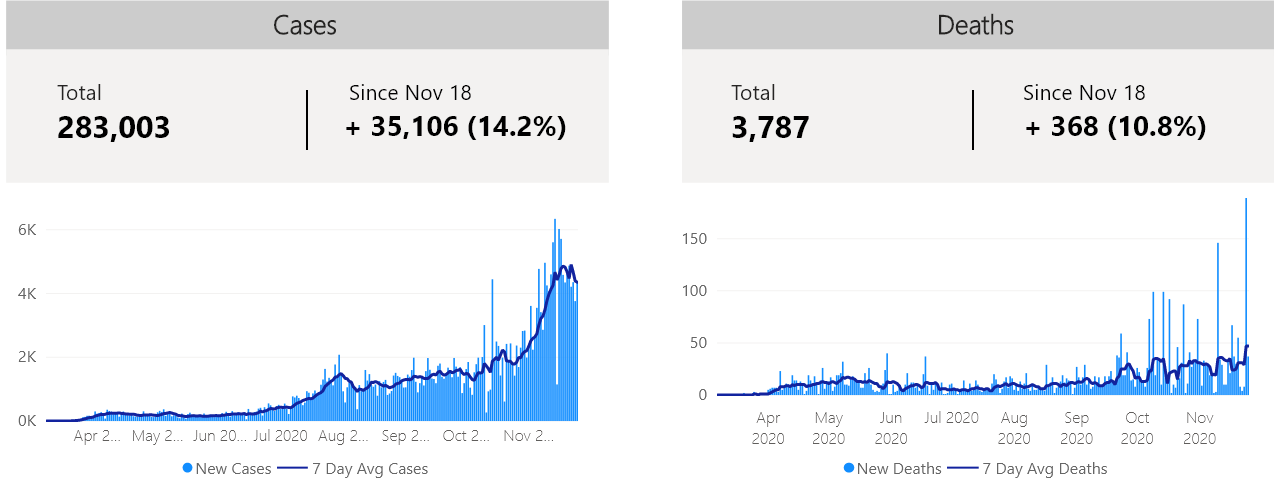 Cases
Total
283,003
Since Nov 18
+ 35,106 (14.2%)
6K
4K
2K
0K
Apr 2... May 2... Jun 20... Jul 2020 Aug 2... Sep 2... Oct 2... Nov 2...
New Cases 7 Day Avg Cases
Deaths
Total
3,787
Since Nov 18
+ 368 (10.8%)
150
100
50
0
Apr May Jun Jul 2020 Aug Sep Oct Nov
2020 2020 2020 2020 2020 2020 2020
New Deaths 7 Day Avg Deaths